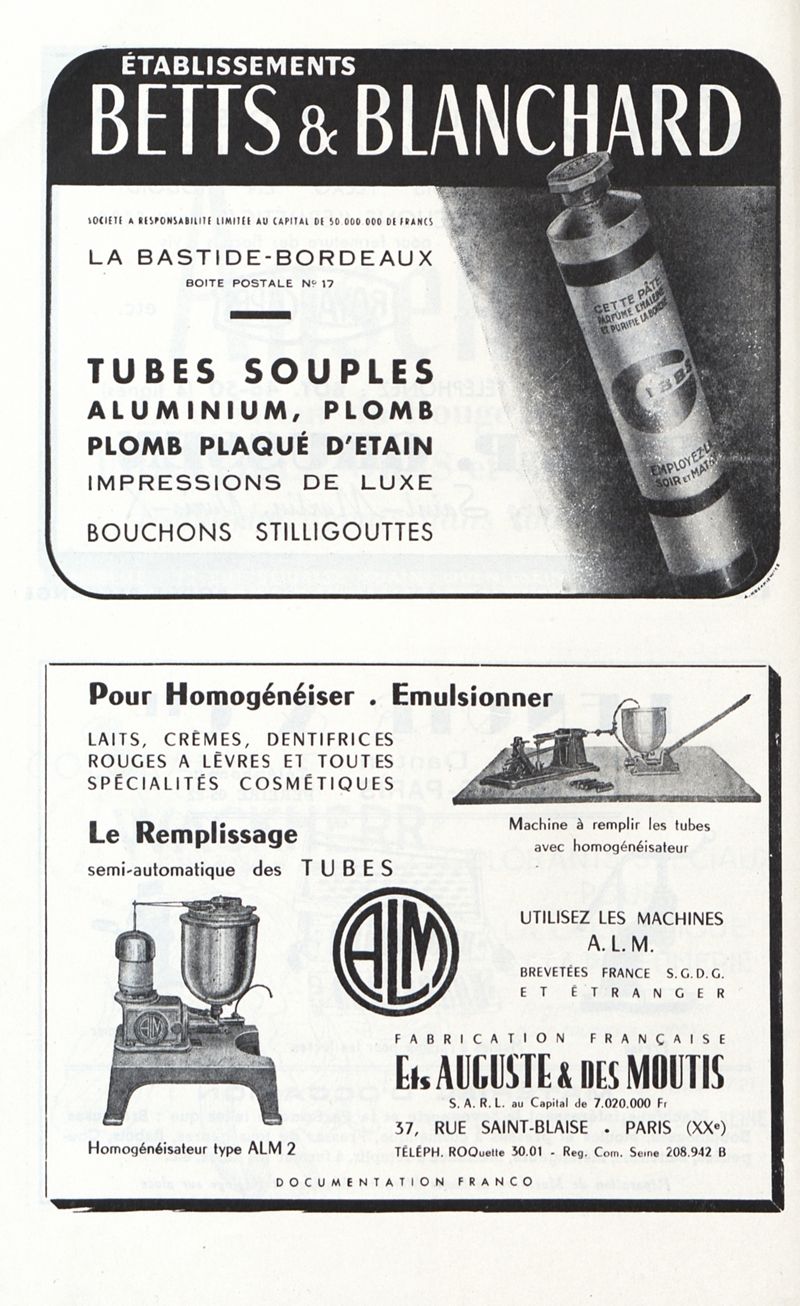 ÉTABLISSEMENTS
BETTS & BLANCHARD
SOCIÉTÉ A RESPONSABILITÉ LIMITÉE AU CAPITAL DE 50.000.000 DE FRANCS
LA BASTIDE-BORDEAUX
BOITE POSTALE No 17
TUBES SOUPLES
ALUMINIUM, PLOMB
PLOMB PLAQUÉ D'ETAIN
IMPRESSIONS DE LUXE
BOUCHONS STILLIGOUTTES
CETTE PÂTE
PARFUME L'HALEINE
ET PURIFIE LA BOUCHE
EMPLOYEZ-LA
SOIR ET MATIN
Pour Homogénéiser . Emulsionner
LAITS, CRÈMES, DENTIFRICES
ROUGES A LÈVRES ET TOUTES
SPÉCIALITÉS COSMÉTIQUES
Machine à remplir les tubes
avec homogénéisateur
Le Remplissage
semi-automatique des TUBES
ALM
UTILISEZ LES MACHINES
A.L.M.
BREVETÉES FRANCE S.G.D.G.
ET ÉTRANGER
ALM
Homogénéisateur type ALM 2
FABRICATION FRANÇAISE
Ets AUGUSTE & DES MOUTIS
S.A.R.L. au Capital de 7.020.000 Fr
37, RUE SAINT-BLAISE - PARIS (XXe)
TÉLÉPH. ROQuette 30.01 - Reg. Com. Seine 208.942 B
DOCUMENTATION FRANCO